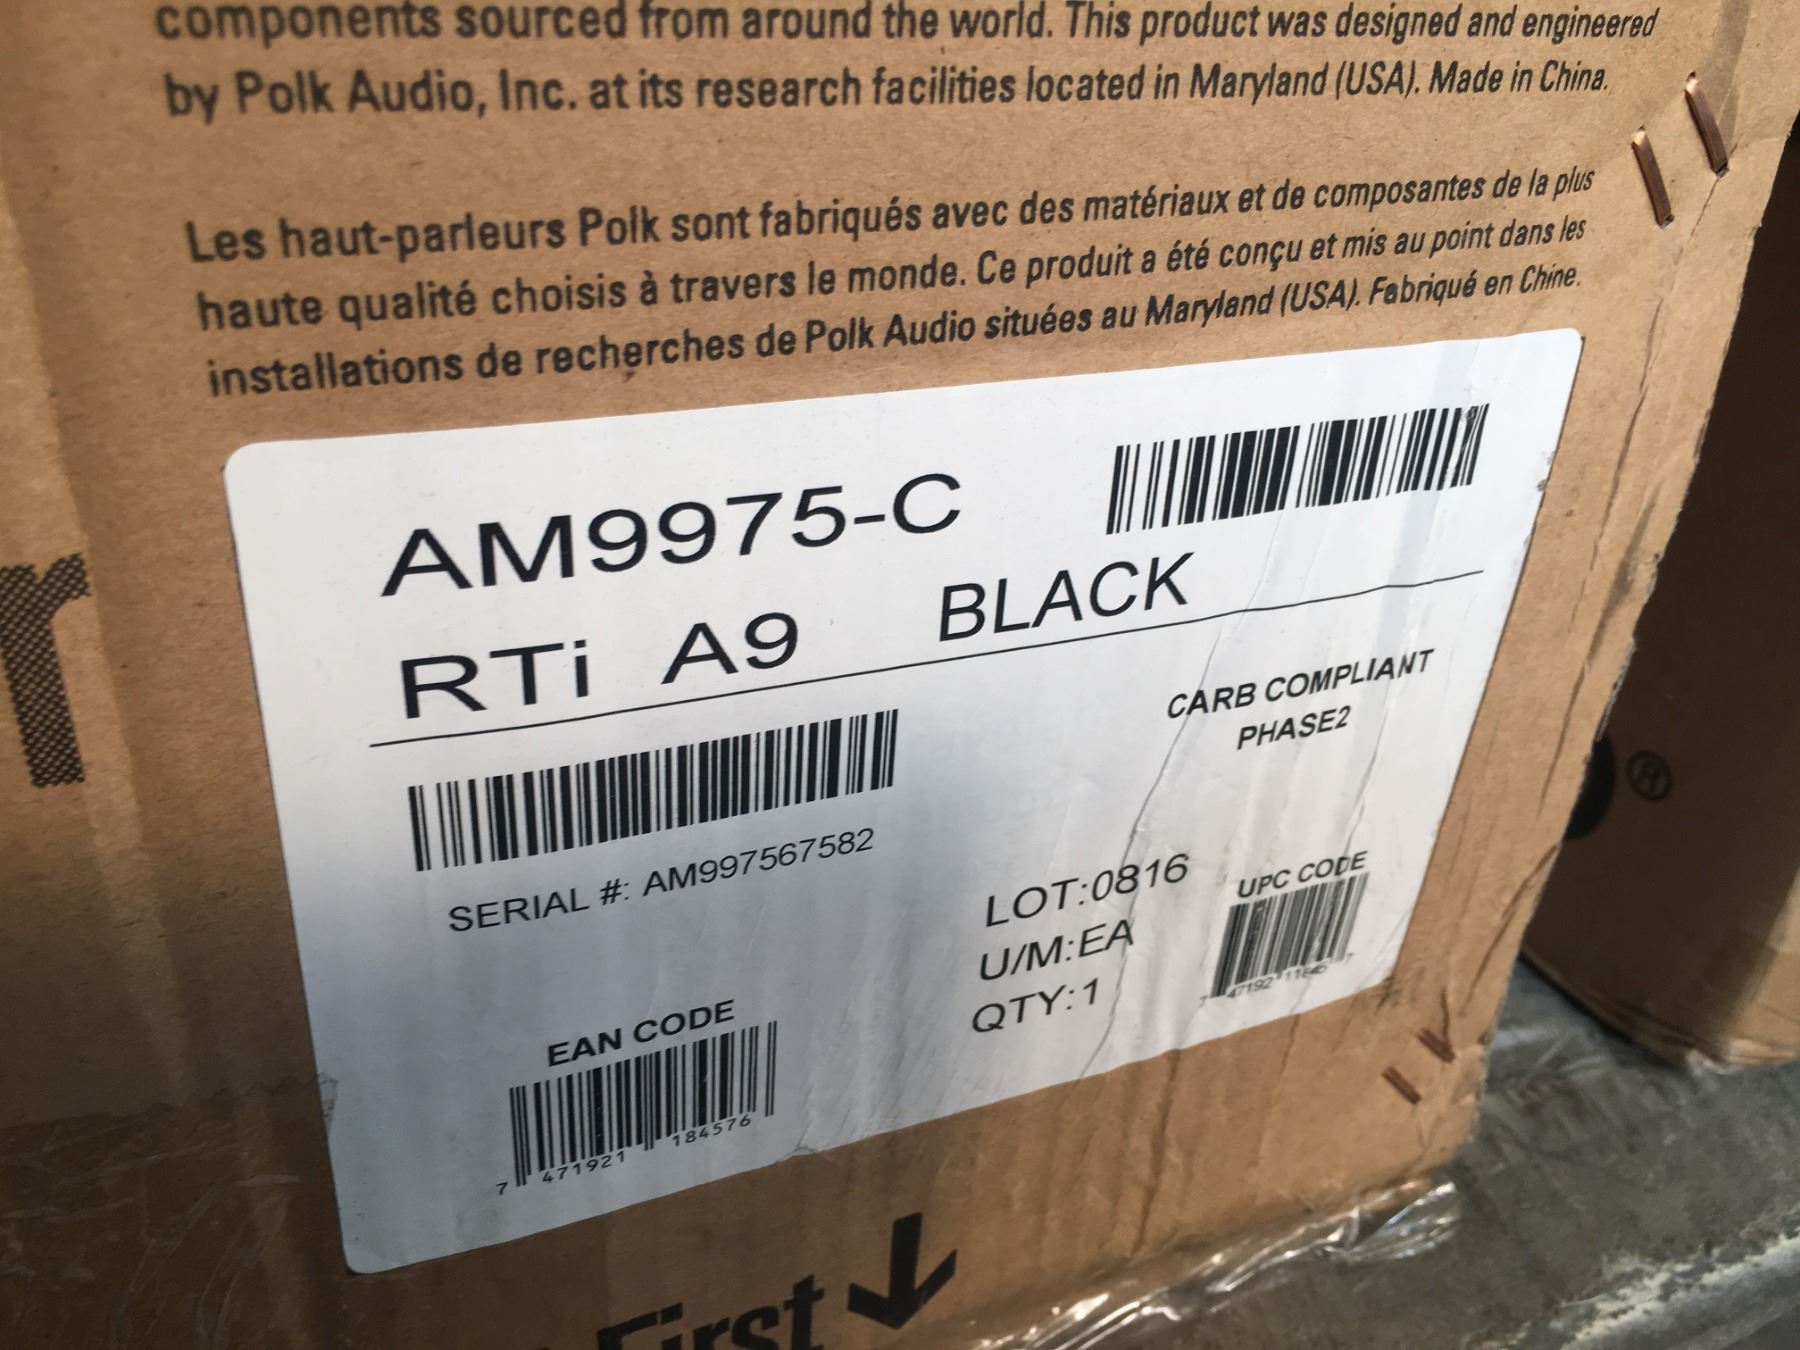 components sourced from around the world. This product was designed and engineered
by Polk Audio, Inc. at its research facilities located in Maryland (USA). Made in China.
Les haut-parleurs Polk sont fabriqués avec des matériaux et de composantes de la plus
haute qualité choisis à travers le monde. Ce produit a été conçu et mis au point dans les
installations de recherches de Polk Audio situées au Maryland (USA). Fabriqué en Chine.
r
AM9975-C
RTi A9 BLACK
CARB COMPLIANT
PHASE2
SERIAL #: AM997567582
LOT:0816
U/M:EA
QTY:1
UPC CODE
7 47192
EAN CODE
7 471921 184576
First
®